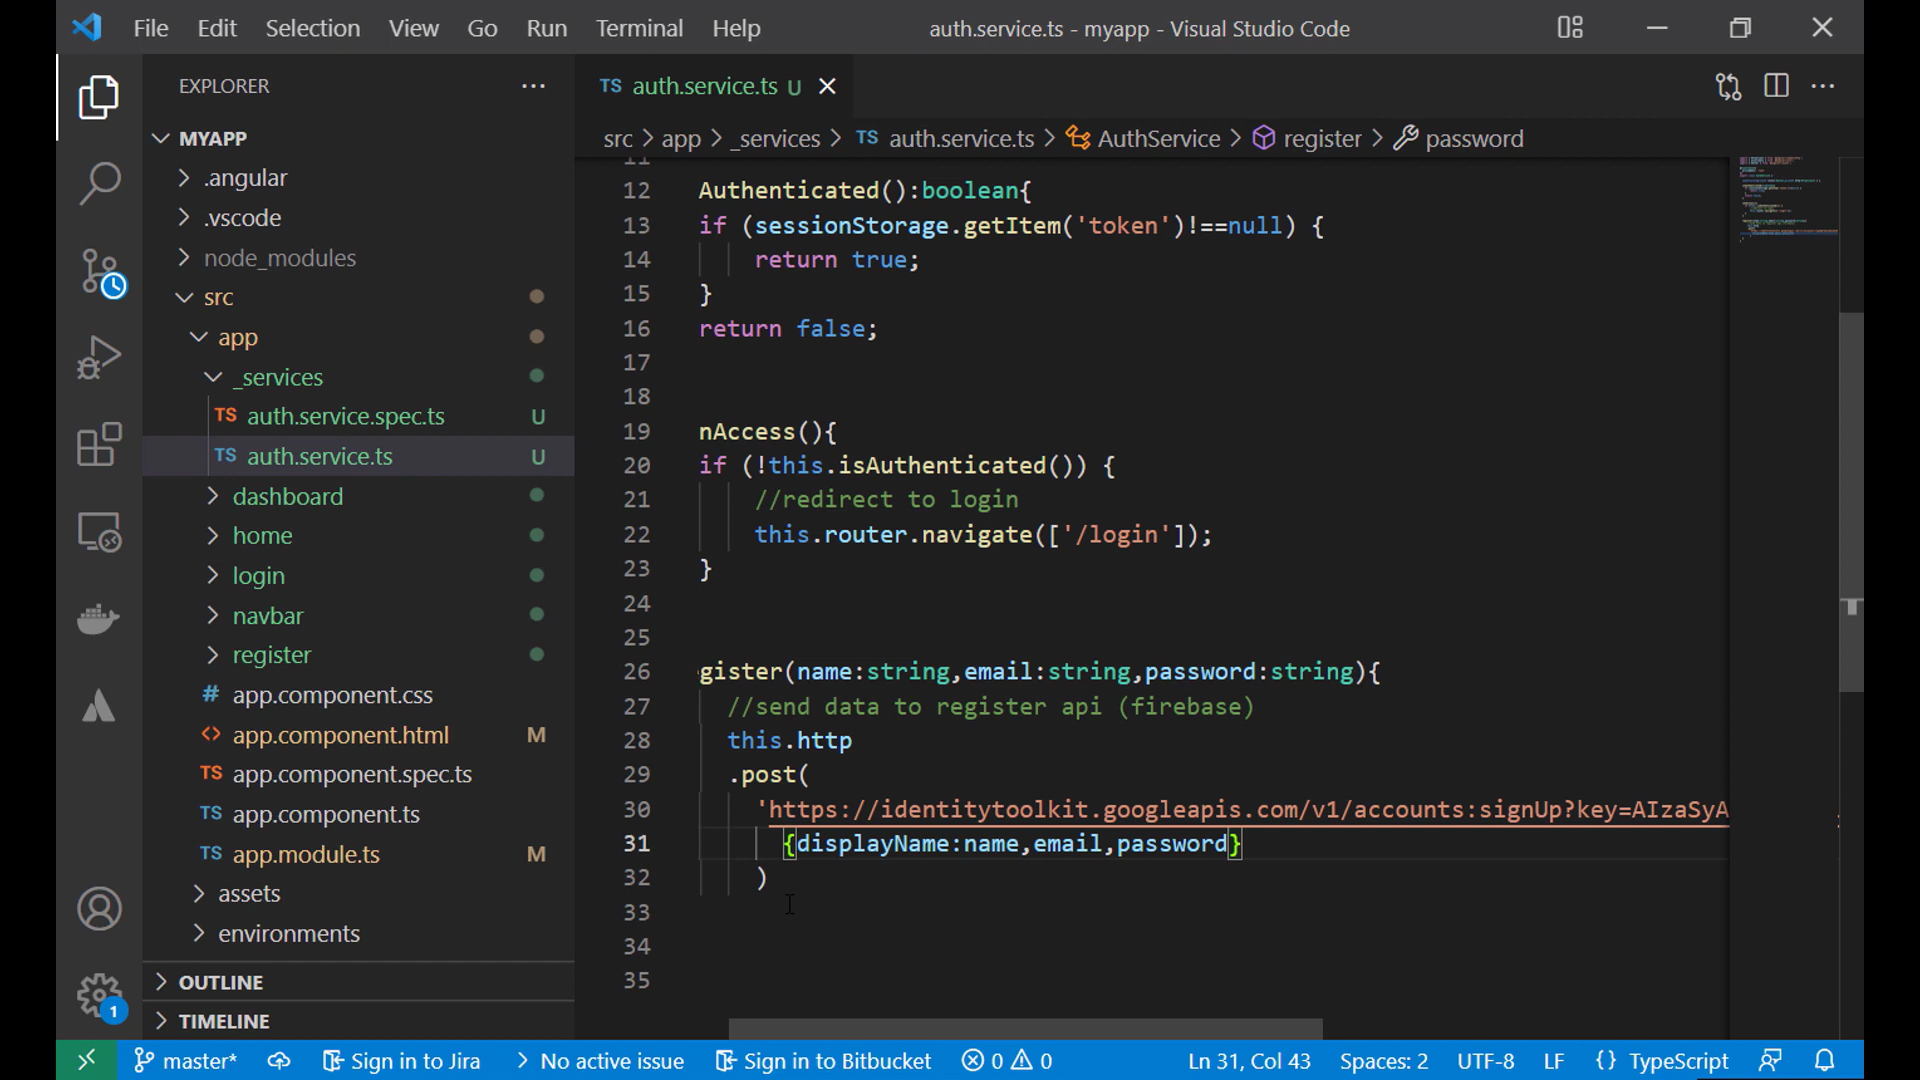 File Edit Selection View Go Run Terminal Help auth.service.ts - myapp - Visual Studio Code
EXPLORER
MYAPP
.angular
.vscode
node_modules
src
app
_services
TS auth.service.spec.ts U
TS auth.service.ts U
dashboard
home
login
navbar
register
# app.component.css
<> app.component.html M
TS app.component.spec.ts
TS app.component.ts
TS app.module.ts M
assets
environments
OUTLINE
TIMELINE
1
TS auth.service.ts U
src > app > _services > TS auth.service.ts > AuthService > register > password
11
12 Authenticated():boolean{
13 if (sessionStorage.getItem('token')!==null) {
14 return true;
15 }
16 return false;
17
18
19 nAccess(){
20 if (!this.isAuthenticated()) {
21 //redirect to login
22 this.router.navigate(['/login']);
23 }
24
25
26 gister(name:string,email:string,password:string){
27 //send data to register api (firebase)
28 this.http
29 .post(
30 'https://identitytoolkit.googleapis.com/v1/accounts:signUp?key=AIzaSyA
31 {displayName:name,email,password}
32 )
33
34
35
master* Sign in to Jira No active issue Sign in to Bitbucket 0 0 Ln 31, Col 43 Spaces: 2 UTF-8 LF {} TypeScript